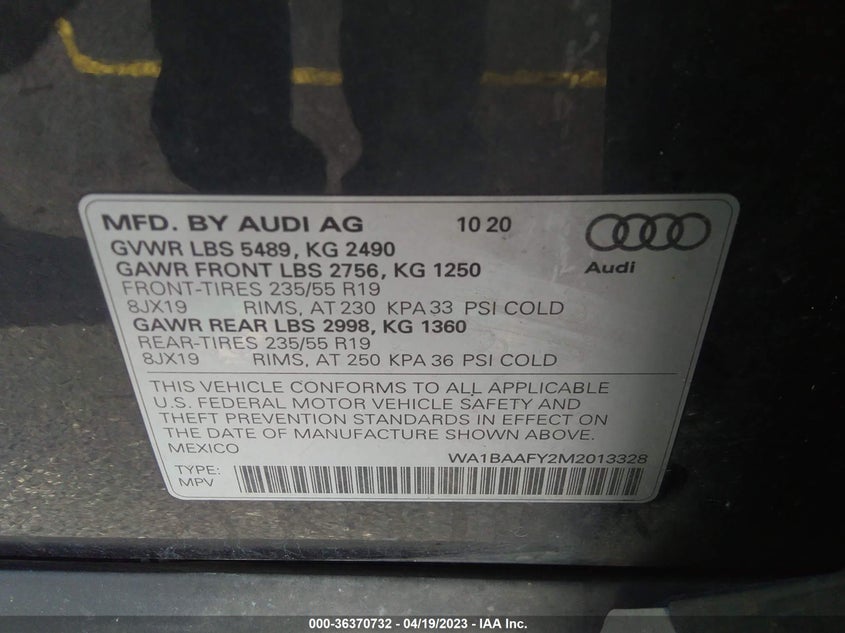 MFD. BY AUDI AG 10 20
GVWR LBS 5489, KG 2490
GAWR FRONT LBS 2756, KG 1250
Audi
FRONT-TIRES 235/55 R19
8JX19 RIMS, AT 230 KPA 33 PSI COLD
GAWR REAR LBS 2998, KG 1360
REAR-TIRES 235/55 R19
8JX19 RIMS, AT 250 KPA 36 PSI COLD
THIS VEHICLE CONFORMS TO ALL APPLICABLE
U.S. FEDERAL MOTOR VEHICLE SAFETY AND
THEFT PREVENTION STANDARDS IN EFFECT ON
THE DATE OF MANUFACTURE SHOWN ABOVE.
MEXICO
WA1BAAFY2M2013328
TYPE:
MPV
000-36370732 - 04/19/2023 - IAA Inc.